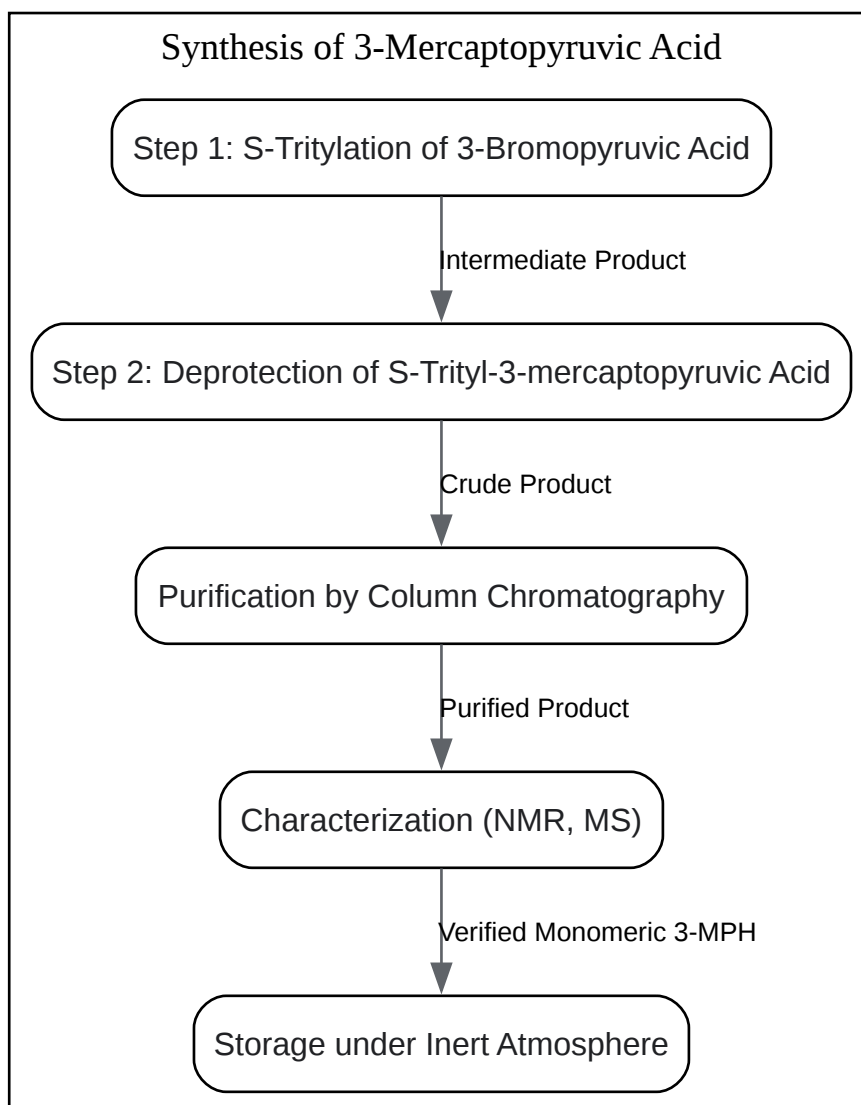 Synthesis of 3-Mercaptopyruvic Acid
Step 1: S-Tritylation of 3-Bromopyruvic Acid
Intermediate Product
Step 2: Deprotection of S-Trityl-3-mercaptopyruvic Acid
Crude Product
Purification by Column Chromatography
Purified Product
Characterization (NMR, MS)
Verified Monomeric 3-MPH
Storage under Inert Atmosphere